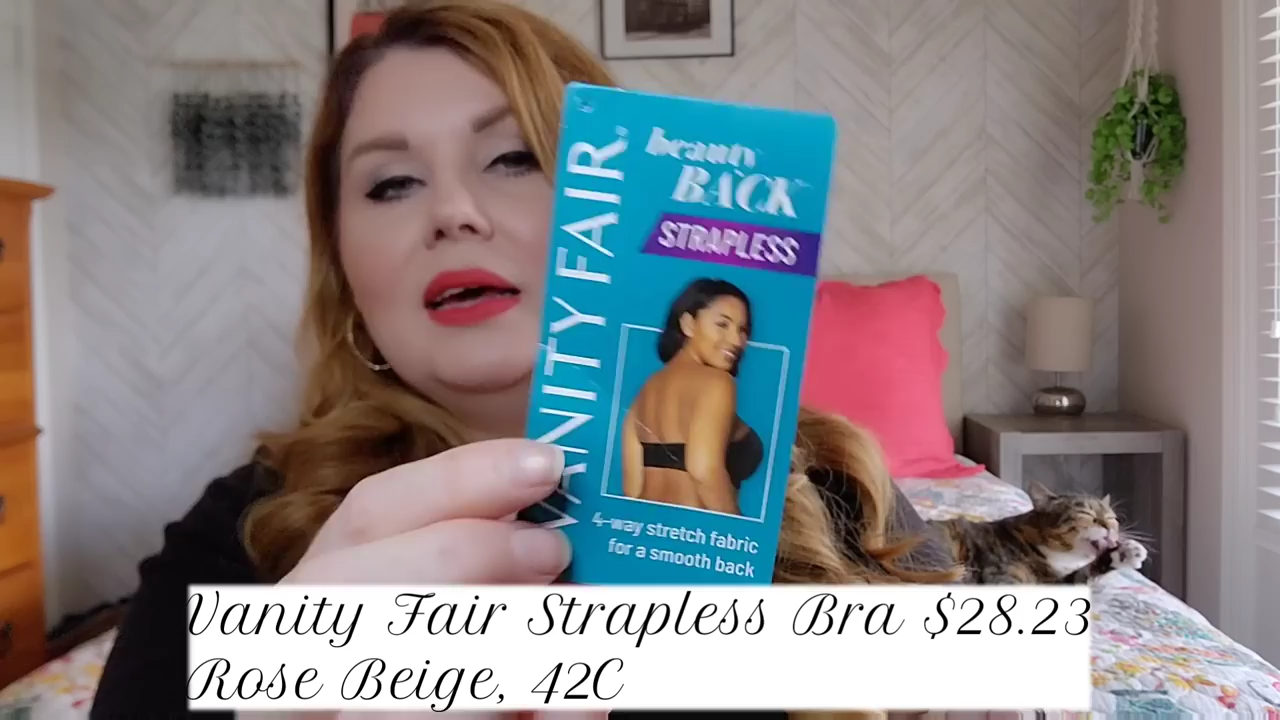 VANITY FAIR
beauty
BACK
STRAPLESS
4-way stretch fabric
for a smooth back
Vanity Fair Strapless Bra $28.23
Rose Beige, 42C